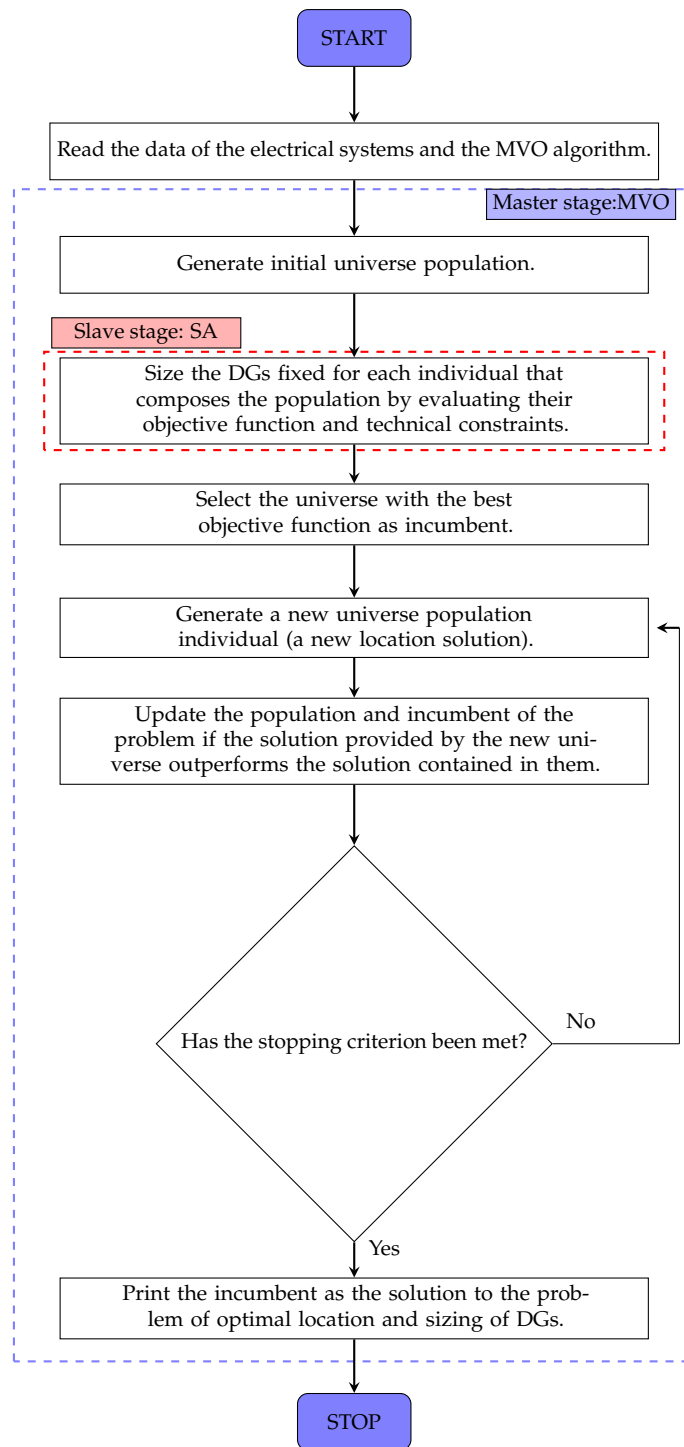 START
Read the data of the electrical systems and the MVO algorithm.
Master stage:MVO
Generate initial universe population.
Slave stage: SA
Size the DGs fixed for each individual that
composes the population by evaluating their
objective function and technical constraints.
Select the universe with the best
objective function as incumbent.
Generate a new universe population
individual (a new location solution).
Update the population and incumbent of the
problem if the solution provided by the new uni-
verse outperforms the solution contained in them.
No
Has the stopping criterion been met?
Yes
Print the incumbent as the solution to the prob-
lem of optimal location and sizing of DGs.
STOP